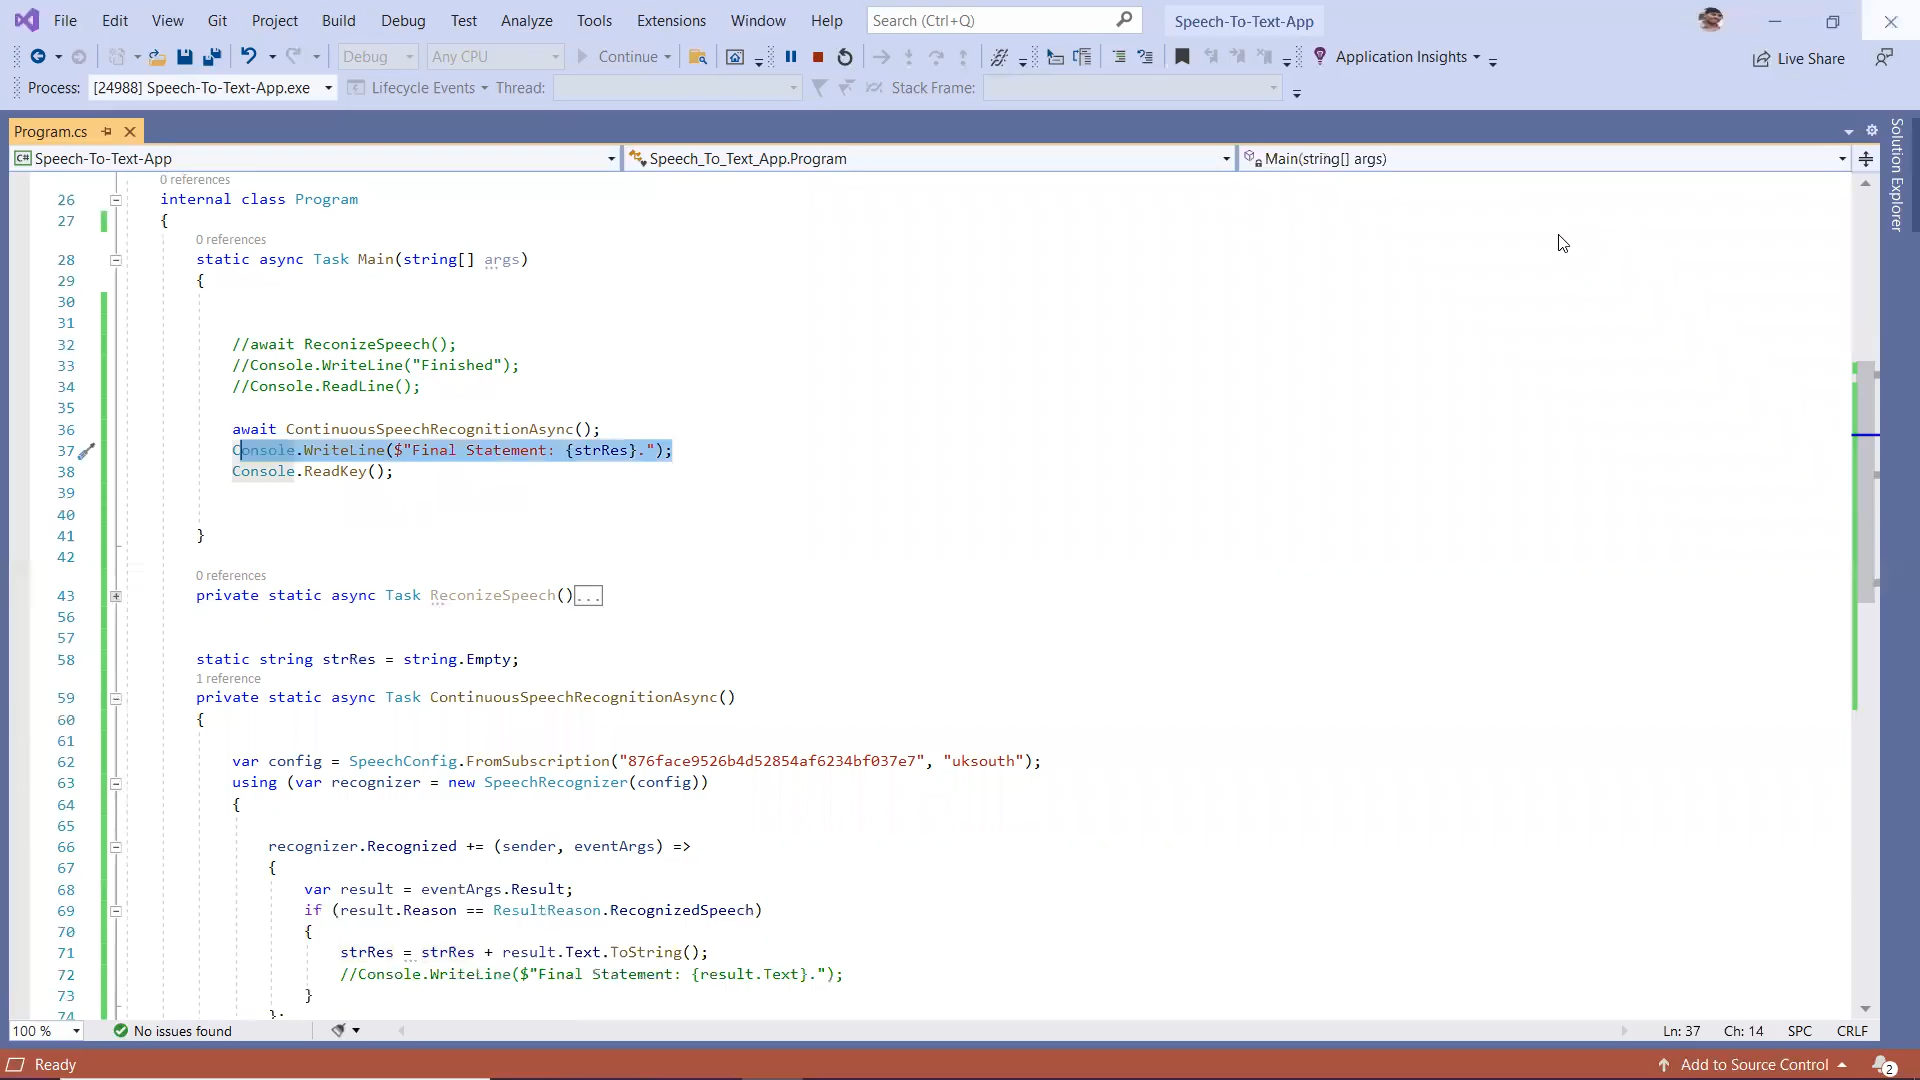 File Edit View Git Project Build Debug Test Analyze Tools Extensions Window Help Search (Ctrl+Q) Speech-To-Text-App
Debug Any CPU Continue Application Insights Live Share
Process: [24988] Speech-To-Text-App.exe Lifecycle Events Thread: Stack Frame:
Program.cs
C# Speech-To-Text-App Speech_To_Text_App.Program Main(string[] args)
Solution Explorer
0 references
26 internal class Program
27 {
0 references
28 static async Task Main(string[] args)
29 {
30
31
32 //await ReconizeSpeech();
33 //Console.WriteLine("Finished");
34 //Console.ReadLine();
35
36 await ContinuousSpeechRecognitionAsync();
37 Console.WriteLine($"Final Statement: {strRes}.");
38 Console.ReadKey();
39
40
41 }
42
0 references
43 private static async Task ReconizeSpeech()...
56
57
58 static string strRes = string.Empty;
1 reference
59 private static async Task ContinuousSpeechRecognitionAsync()
60 {
61
62 var config = SpeechConfig.FromSubscription("876face9526b4d52854af6234bf037e7", "uksouth");
63 using (var recognizer = new SpeechRecognizer(config))
64 {
65
66 recognizer.Recognized += (sender, eventArgs) =>
67 {
68 var result = eventArgs.Result;
69 if (result.Reason == ResultReason.RecognizedSpeech)
70 {
71 strRes = strRes + result.Text.ToString();
72 //Console.WriteLine($"Final Statement: {result.Text}.");
73 }
74 };
100 % No issues found Ln: 37 Ch: 14 SPC CRLF
Ready Add to Source Control 2